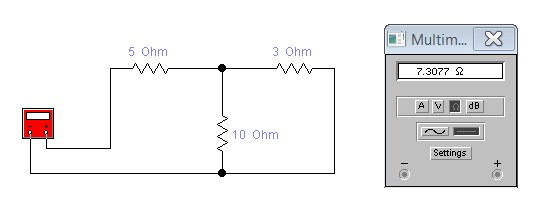 5 Ohm
3 Ohm
10 Ohm
Multim...
7.3077 Ω
A V Ω dB
Settings
− +